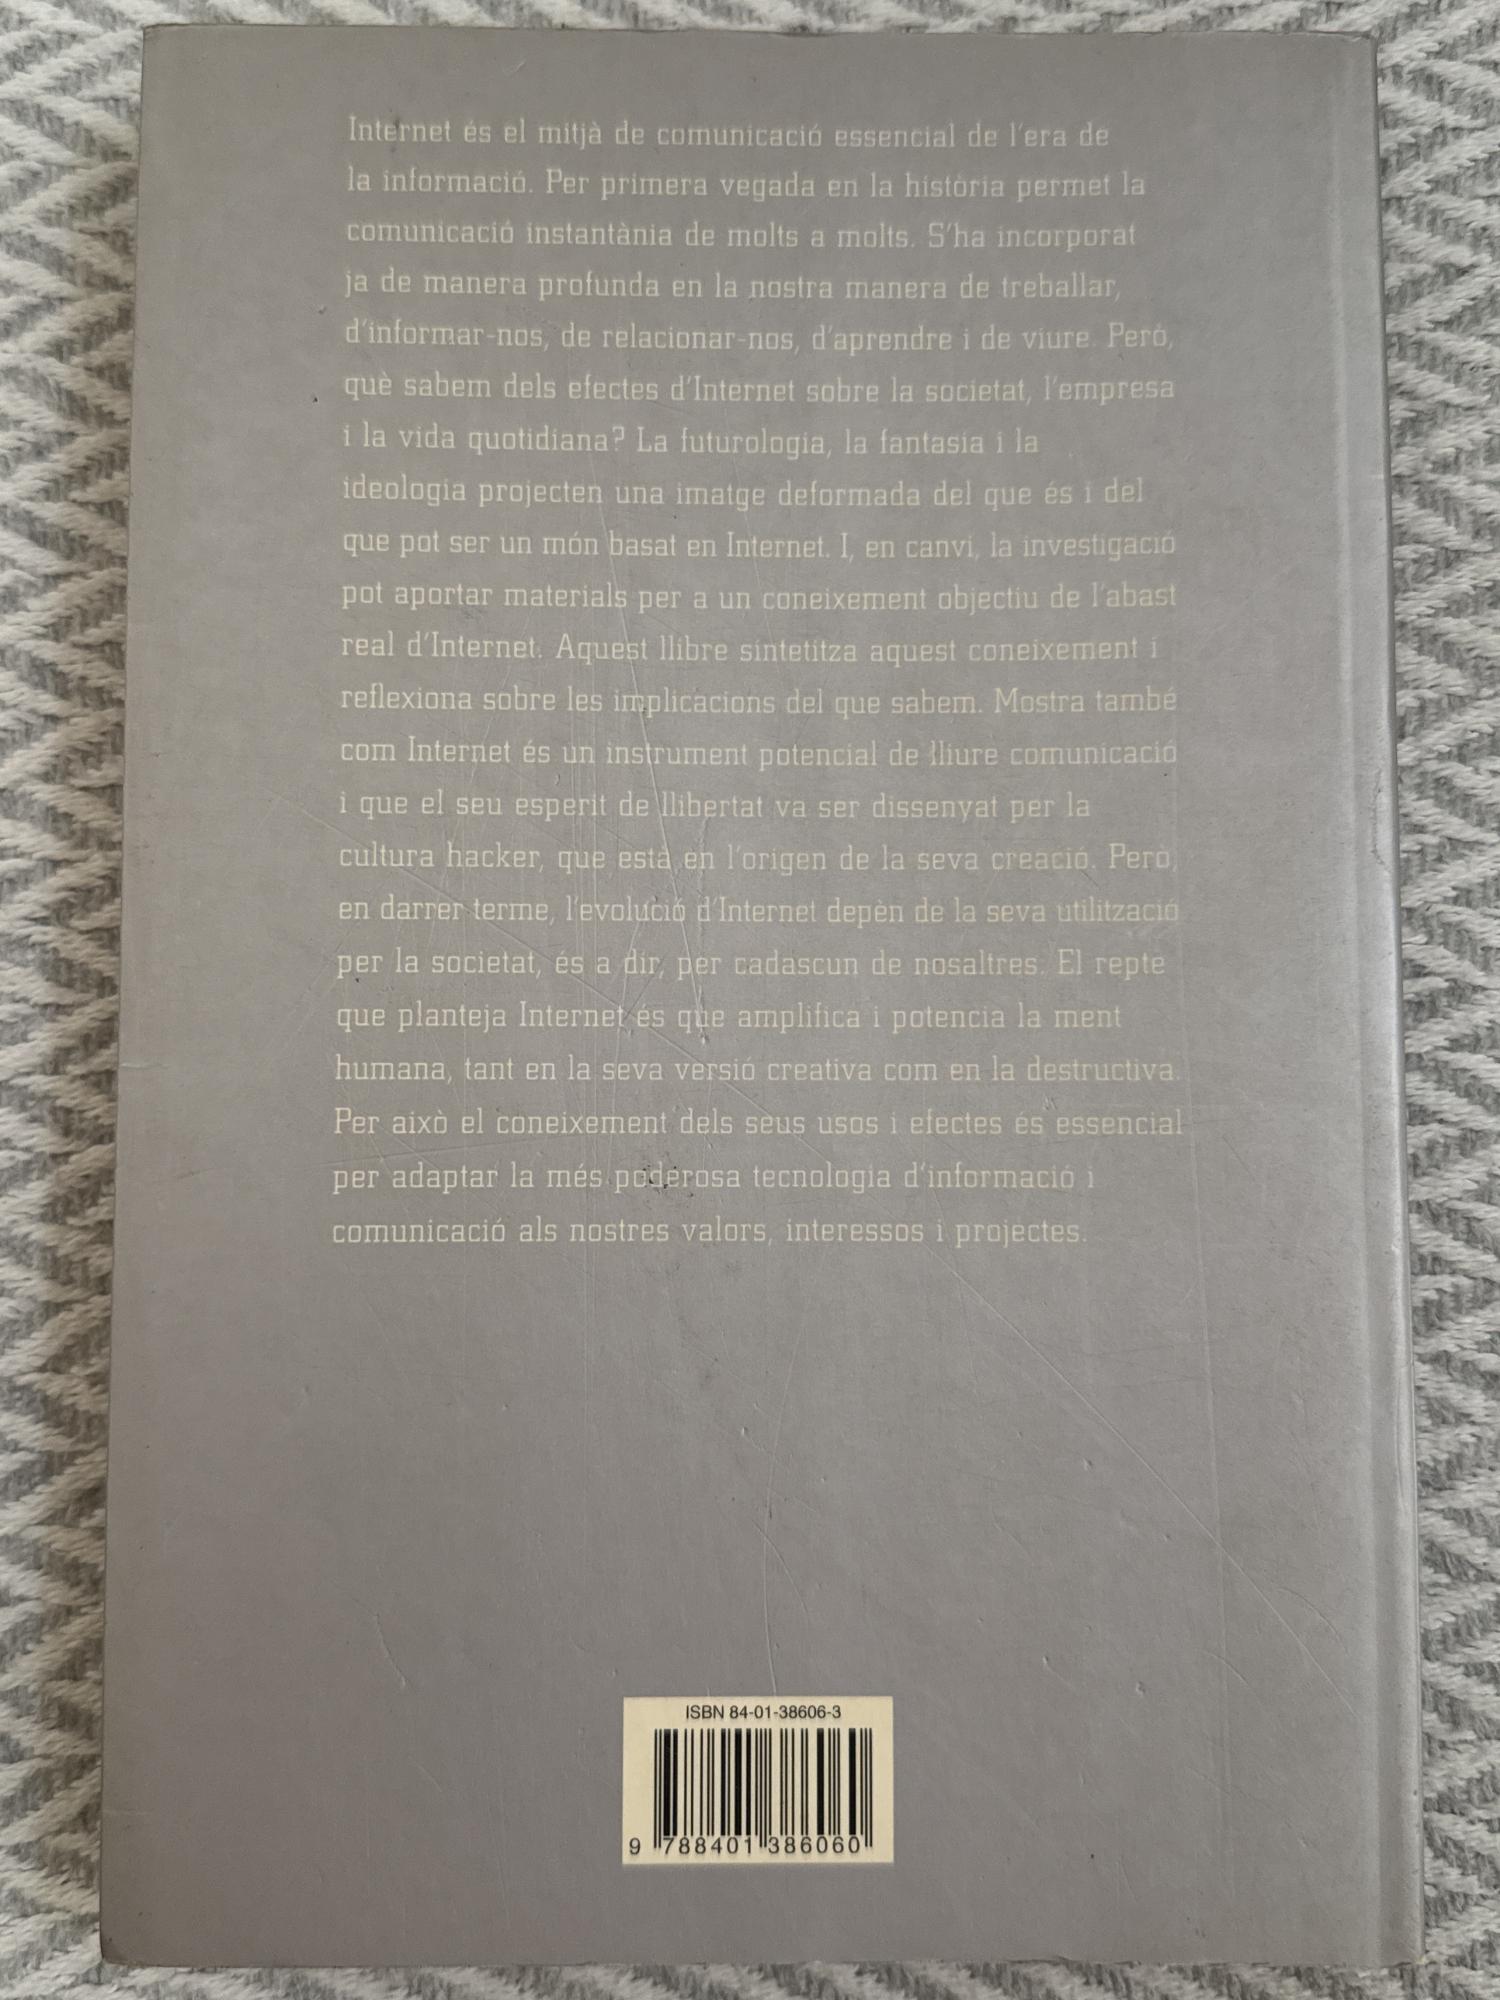 Internet és el mitjà de comunicació essencial de l'era de
la informació. Per primera vegada en la història permet la
comunicació instantània de molts a molts. S'ha incorporat
ja de manera profunda en la nostra manera de treballar,
d'informar-nos, de relacionar-nos, d'aprendre i de viure. Però,
què sabem dels efectes d'Internet sobre la societat, l'empresa
i la vida quotidiana? La futurologia, la fantasia i la
ideologia projecten una imatge deformada del que és i del
que pot ser un món basat en Internet. I, en canvi, la investigació
pot aportar materials per a un coneixement objectiu de l'abast
real d'Internet. Aquest llibre sintetitza aquest coneixement i
reflexiona sobre les implicacions del que sabem. Mostra també
com Internet és un instrument potencial de lliure comunicació
i que el seu esperit de llibertat va ser dissenyat per la
cultura hacker, que està en l'origen de la seva creació. Però,
en darrer terme, l'evolució d'Internet depèn de la seva utilització
per la societat, és a dir, per cadascun de nosaltres. El repte
que planteja Internet és que amplifica i potencia la ment
humana, tant en la seva versió creativa com en la destructiva.
Per això el coneixement dels seus usos i efectes és essencial
per adaptar la més poderosa tecnologia d'informació i
comunicació als nostres valors, interessos i projectes.
ISBN 84-01-38606-3
9 788401 386060